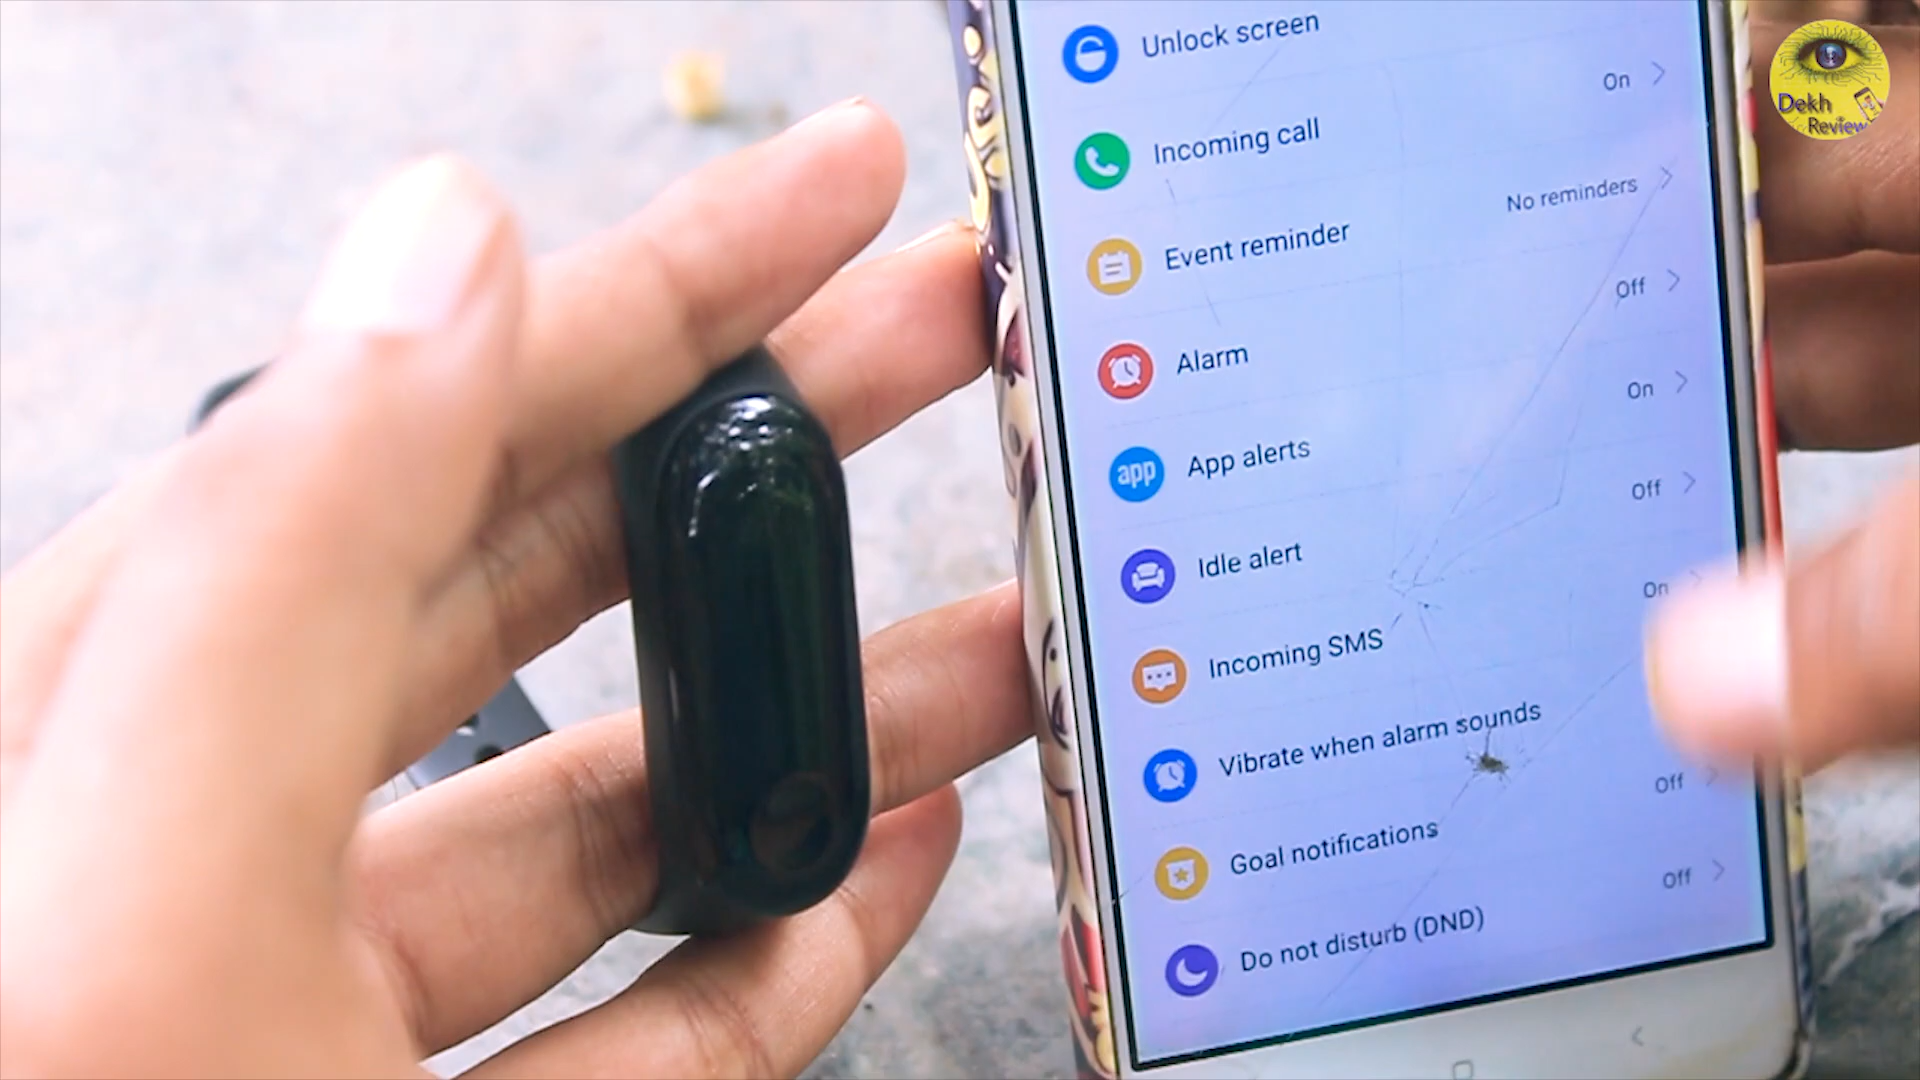 Unlock screen
On
Incoming call
No reminders
Event reminder
Off
Alarm
On
App alerts
Off
Idle alert
On
Incoming SMS
Vibrate when alarm sounds
Off
Goal notifications
Off
Do not disturb (DND)
Dekh
Review